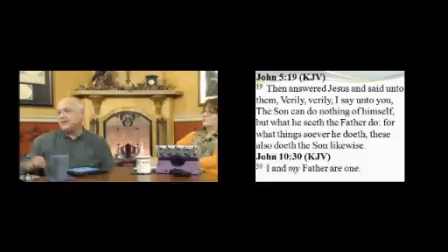 John 5:19 (KJV)
19 Then answered Jesus and said unto
them, Verily, verily, I say unto you,
The Son can do nothing of himself,
but what he seeth the Father do: for
what things soever he doeth, these
also doeth the Son likewise.
John 10:30 (KJV)
30 I and my Father are one.